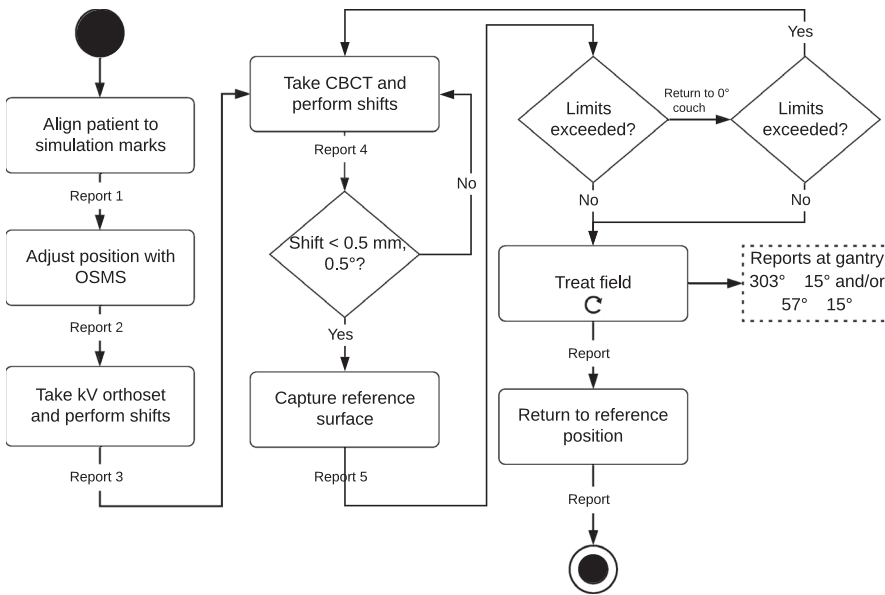 Align patient to
simulation marks
Report 1
Adjust position with
OSMS
Report 2
Take kV orthoset
and perform shifts
Report 3
Take CBCT and
perform shifts
Report 4
No
Shift < 0.5 mm,
0.5°?
Yes
Capture reference
surface
Report 5
Limits
exceeded?
Return to 0°
couch
Limits
exceeded?
Yes
No
No
Treat field
Reports at gantry
303° 15° and/or
57° 15°
Report
Return to reference
position
Report